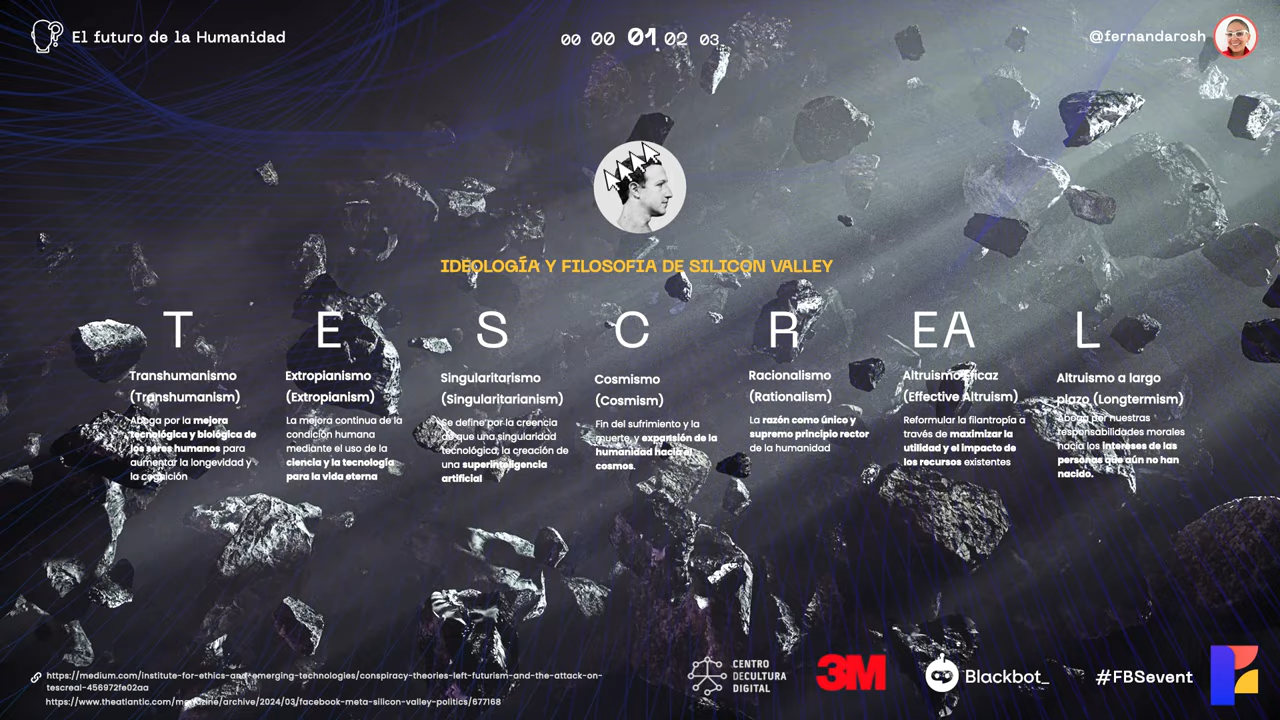 El futuro de la Humanidad
00 00 01 02 03
@fernandarosh
IDEOLOGÍA Y FILOSOFIA DE SILICON VALLEY
T E S C R EA L
Transhumanismo
(Transhumanism)
Aboga por la mejora
tecnológica y biológica de
los seres humanos para
aumentar la longevidad y
la cognición
Extropianismo
(Extropianism)
La mejora continua de la
condición humana
mediante el uso de la
ciencia y la tecnología
para la vida eterna
Singularitarismo
(Singularitarianism)
Se define por la creencia
de que una singularidad
tecnológica, la creación de
una superinteligencia
artificial
Cosmismo
(Cosmism)
Fin del sufrimiento y la
muerte, y expansión de la
humanidad hacia el
cosmos.
Racionalismo
(Rationalism)
La razón como único y
supremo principio rector
de la humanidad
Altruismo Eficaz
(Effective Altruism)
Reformular la filantropía a
través de maximizar la
utilidad y el impacto de
los recursos existentes
Altruismo a largo
plazo (Longtermism)
Aboga por nuestras
responsabilidades morales
hacia los intereses de las
personas que aún no han
nacido.
https://medium.com/institute-for-ethics-and-emerging-technologies/conspiracy-theories-left-futurism-and-the-attack-on-
tescreal-456972fe02aa
https://www.theatlantic.com/magazine/archive/2024/03/facebook-meta-silicon-valley-politics/677168
CENTRO
DECULTURA
DIGITAL
3M
Blackbot_
#FBSevent